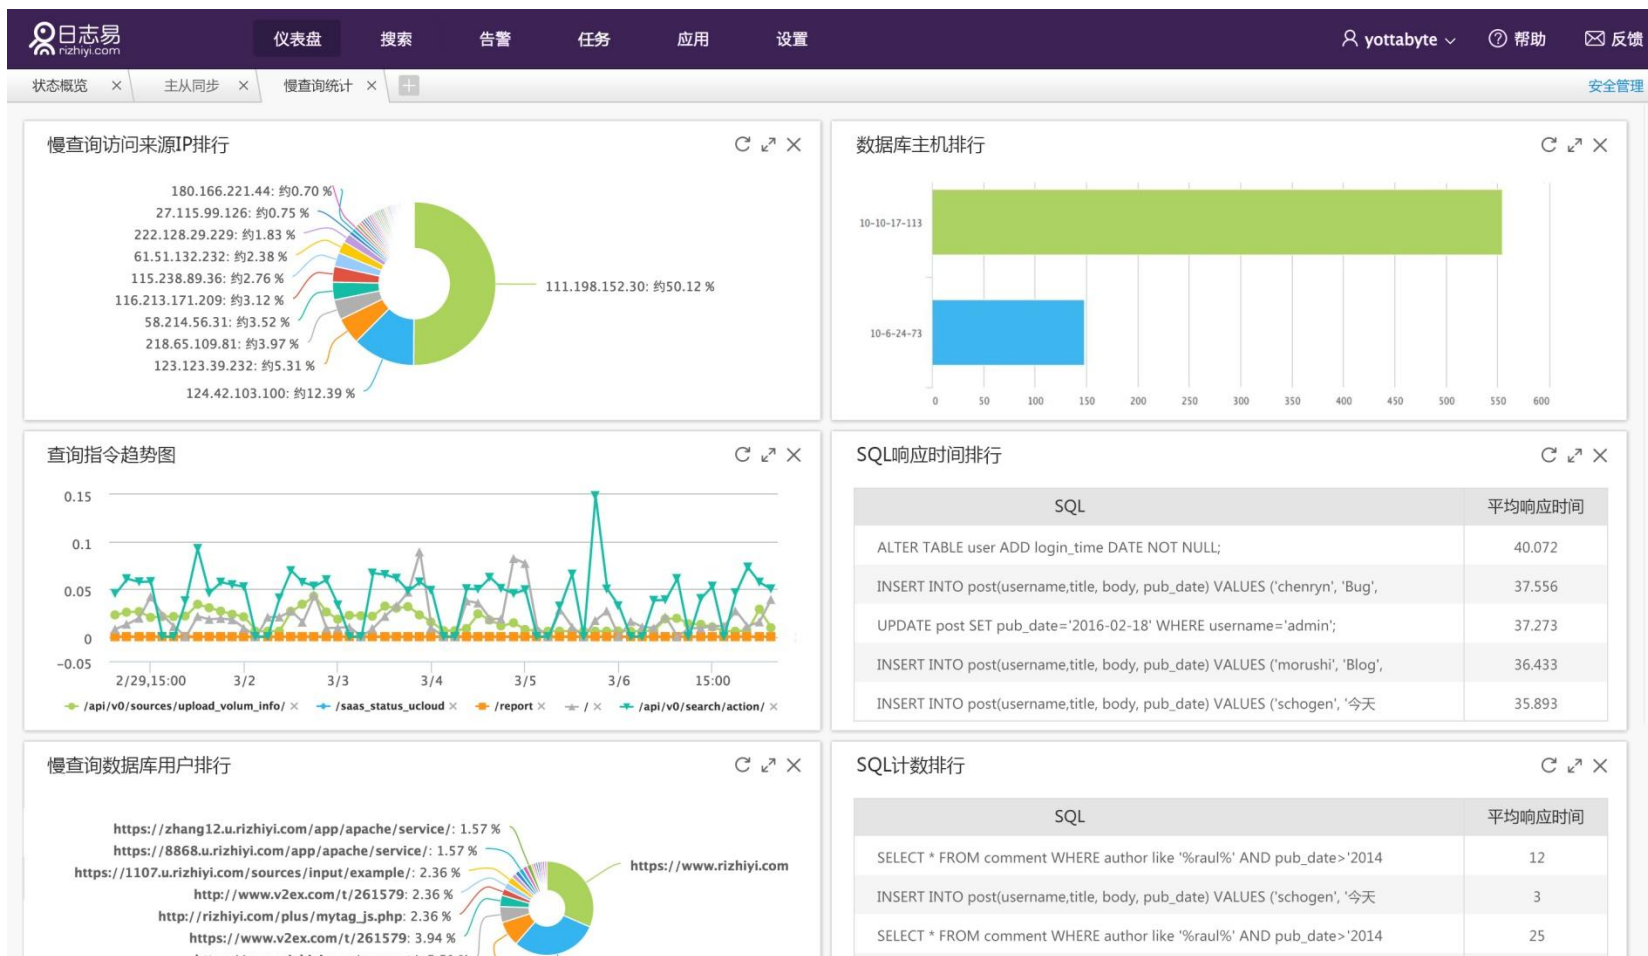 日志易
rizhiyi.com
仪表盘 搜索 告警 任务 应用 设置 yottabyte 帮助 反馈
状态概览 主从同步 慢查询统计 安全管理
慢查询访问来源IP排行
180.166.221.44: 约0.70 %
27.115.99.126: 约0.75 %
222.128.29.229: 约1.83 %
61.51.132.232: 约2.38 %
115.238.89.36: 约2.76 %
116.213.171.209: 约3.12 %
58.214.56.31: 约3.52 %
218.65.109.81: 约3.97 %
123.123.39.232: 约5.31 %
124.42.103.100: 约12.39 %
111.198.152.30: 约50.12 %
数据库主机排行
10-10-17-113
10-6-24-73
0 50 100 150 200 250 300 350 400 450 500 550 600
查询指令趋势图
0.15
0.1
0.05
0
-0.05
2/29,15:00 3/2 3/3 3/4 3/5 3/6 15:00
/api/v0/sources/upload_volum_info/ /saas_status_ucloud /report / /api/v0/search/action/
SQL响应时间排行
SQL 平均响应时间
ALTER TABLE user ADD login_time DATE NOT NULL; 40.072
INSERT INTO post(username,title, body, pub_date) VALUES ('chenryn', 'Bug', 37.556
UPDATE post SET pub_date='2016-02-18' WHERE username='admin'; 37.273
INSERT INTO post(username,title, body, pub_date) VALUES ('morushi', 'Blog', 36.433
INSERT INTO post(username,title, body, pub_date) VALUES ('schogen', '今天 35.893
慢查询数据库用户排行
https://zhang12.u.rizhiyi.com/app/apache/service/: 1.57 %
https://8868.u.rizhiyi.com/app/apache/service/: 1.57 %
https://1107.u.rizhiyi.com/sources/input/example/: 2.36 %
http://www.v2ex.com/t/261579: 2.36 %
http://rizhiyi.com/plus/mytag_js.php: 2.36 %
https://www.v2ex.com/t/261579: 3.94 %
https://www.rizhiyi.com
SQL计数排行
SQL 平均响应时间
SELECT * FROM comment WHERE author like '%raul%' AND pub_date>'2014 12
INSERT INTO post(username,title, body, pub_date) VALUES ('schogen', '今天 3
SELECT * FROM comment WHERE author like '%raul%' AND pub_date>'2014 25